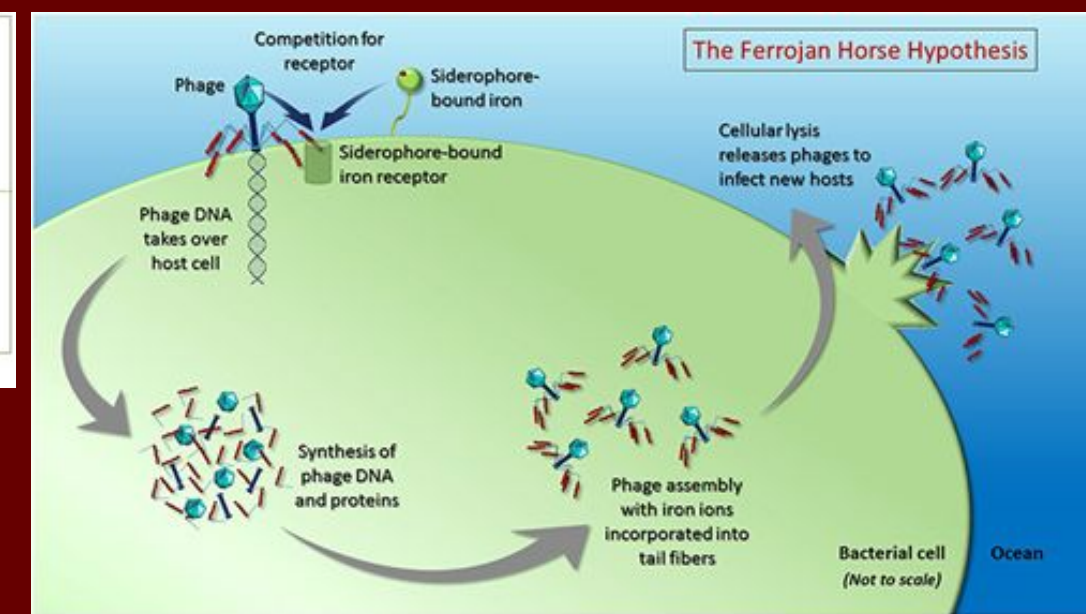 The Ferrojan Horse Hypothesis
Competition for
receptor
Phage
Siderophore-
bound iron
Siderophore-bound
iron receptor
Phage DNA
takes over
host cell
Synthesis of
phage DNA
and proteins
Phage assembly
with iron ions
incorporated into
tail fibers
Cellular lysis
releases phages to
infect new hosts
Bacterial cell
(Not to scale)
Ocean